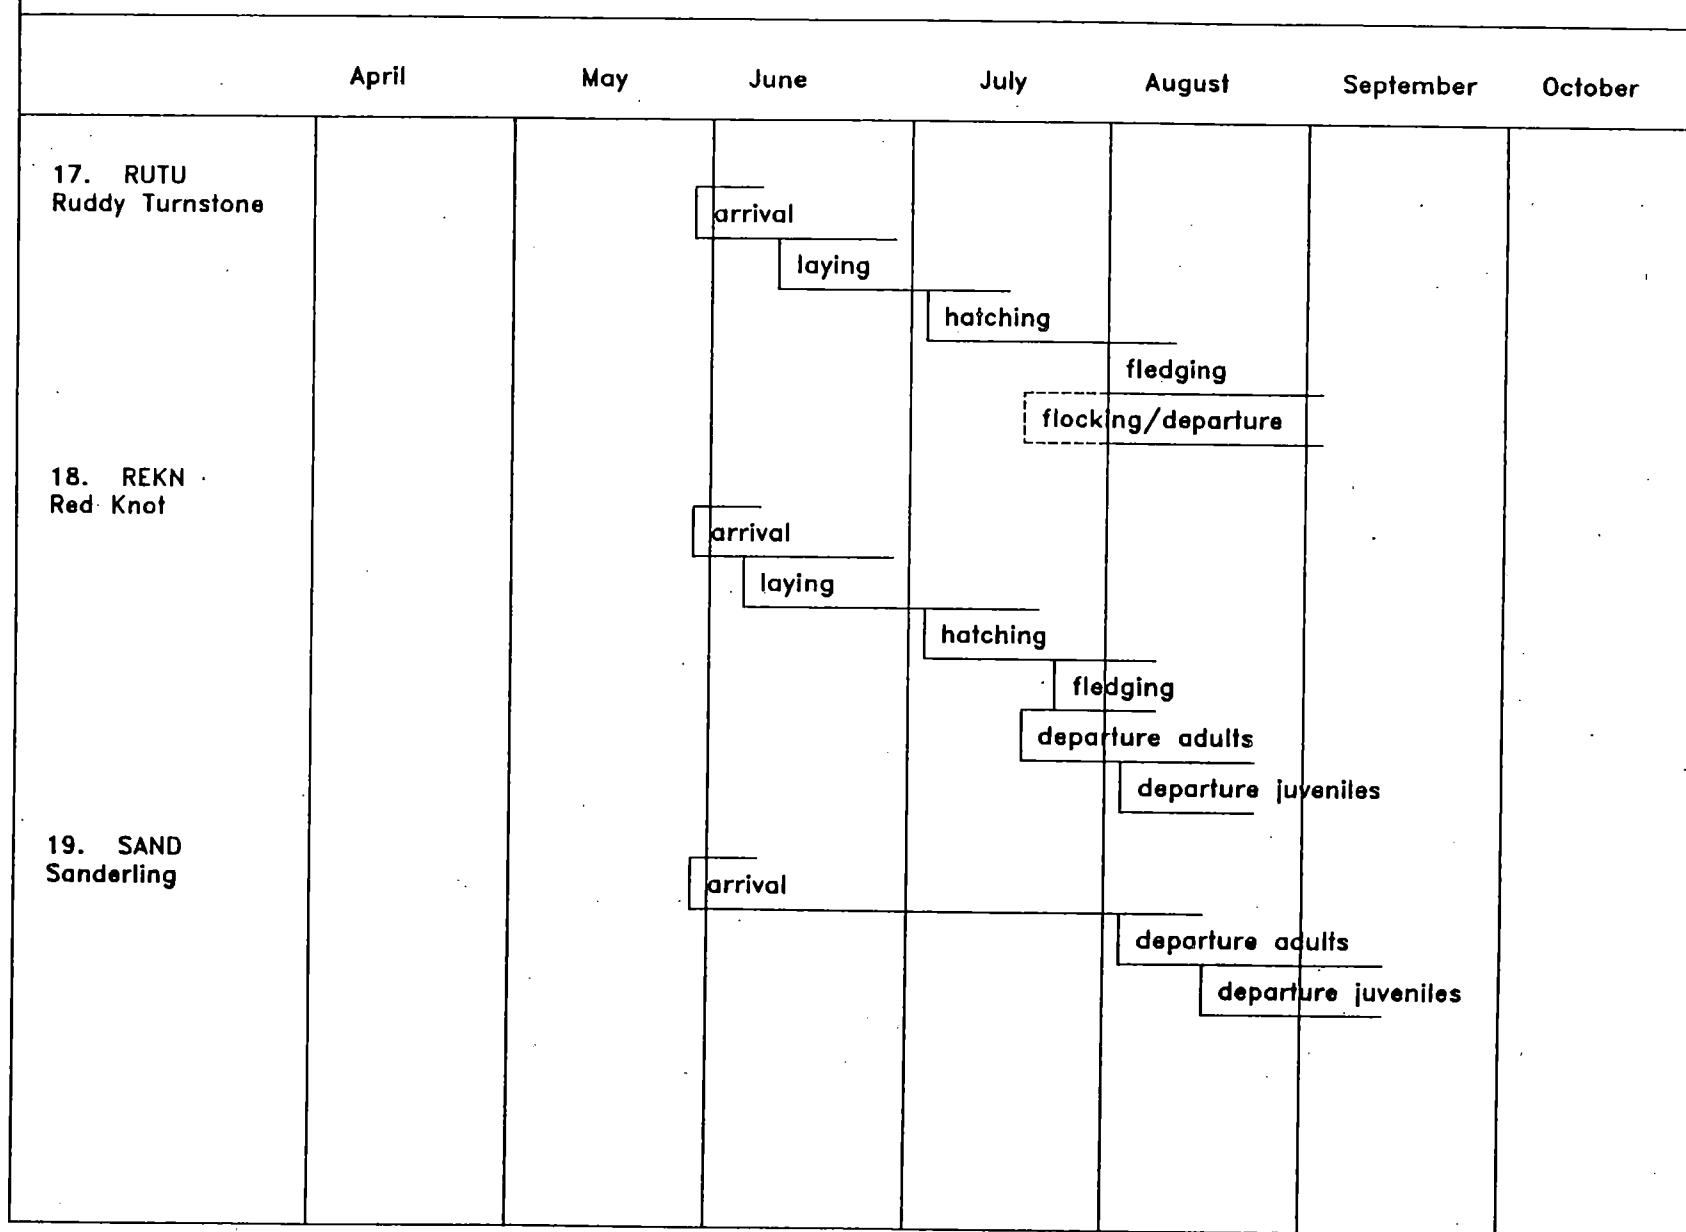 April May June July August September October
17. RUTU
Ruddy Turnstone
arrival
laying
hatching
fledging
flocking/departure
18. REKN
Red Knot
arrival
laying
hatching
fledging
departure adults
departure juveniles
19. SAND
Sanderling
arrival
departure adults
departure juveniles